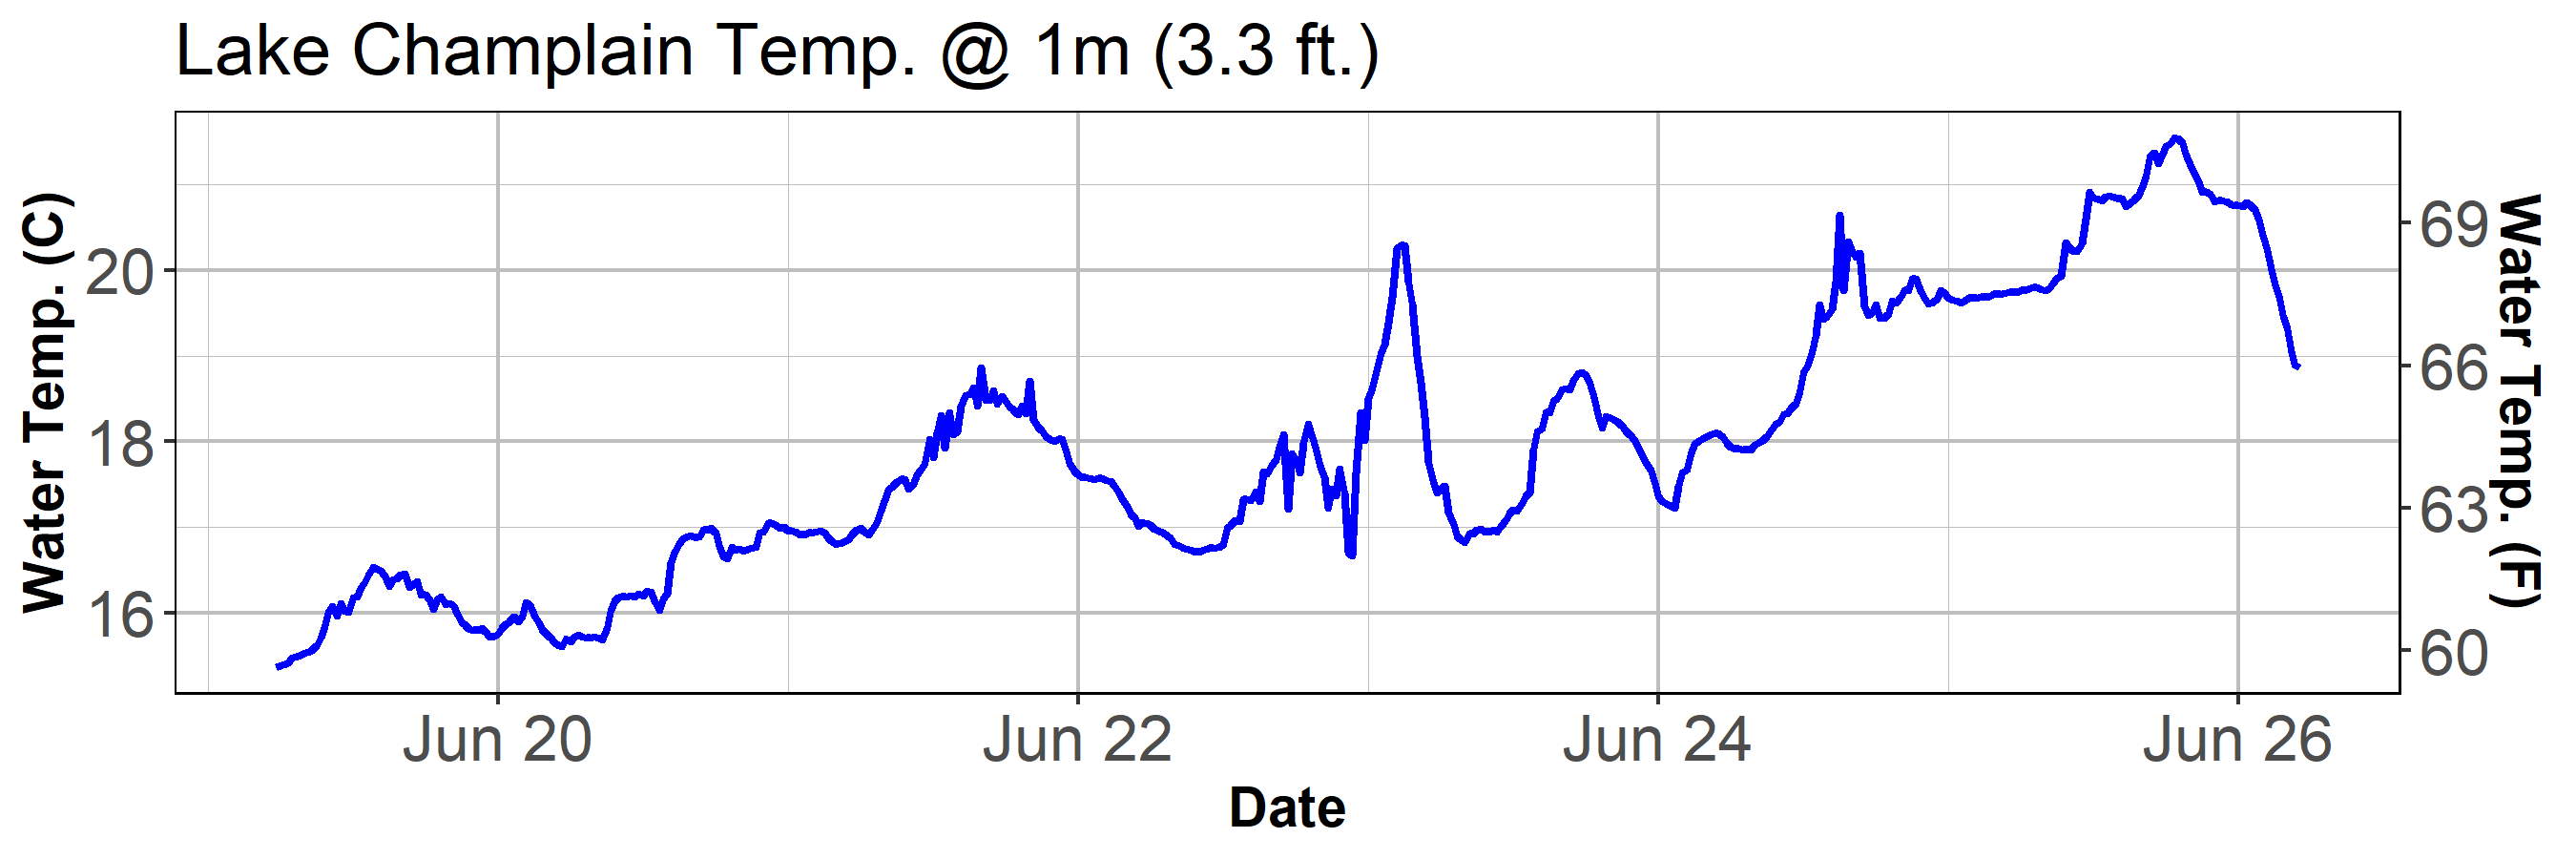 Lake Champlain Temp. @ 1m (3.3 ft.)
Water Temp. (C)
20
18
16
69
66
63
60
Water Temp. (F)
Jun 20 Jun 22 Jun 24 Jun 26
Date